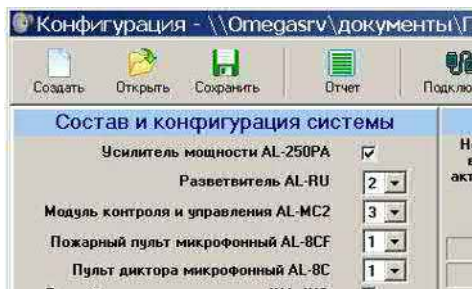 Конфигурация - \\Omegasrv\документы\П
Создать Открыть Сохранить Отчет Подклю
Состав и конфигурация системы
Усилитель мощности AL-250PA
Разветвитель AL-RU 2
Модуль контроля и управления AL-MC2 3
Пожарный пульт микрофонный AL-8CF 1
Пульт диктора микрофонный AL-8C 1